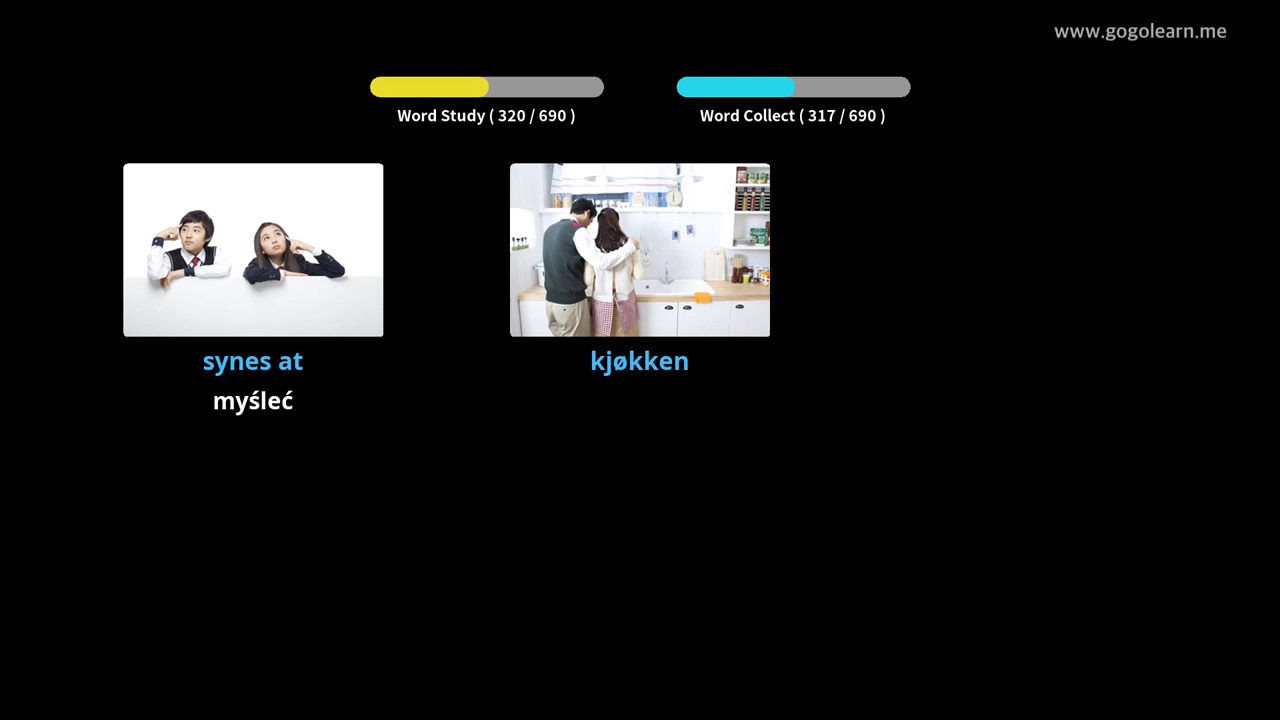 www.gogolearn.me
Word Study ( 320 / 690 )
Word Collect ( 317 / 690 )
synes at
myśleć
kjøkken